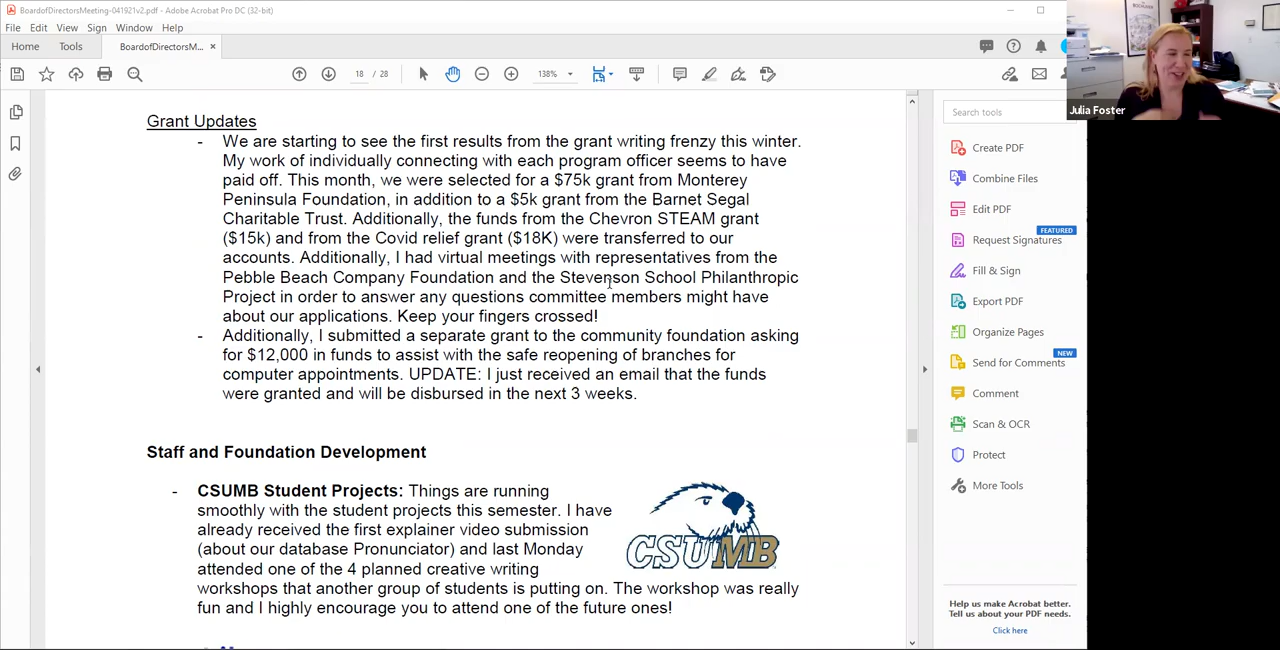 BoardofDirectorsMeeting-041921v2.pdf - Adobe Acrobat Pro DC (32-bit)
File Edit View Sign Window Help
Home Tools BoardofDirectorsM... ×
18 / 28 138%
Julia Foster
Search tools
Grant Updates
- We are starting to see the first results from the grant writing frenzy this winter.
My work of individually connecting with each program officer seems to have
paid off. This month, we were selected for a $75k grant from Monterey
Peninsula Foundation, in addition to a $5k grant from the Barnet Segal
Charitable Trust. Additionally, the funds from the Chevron STEAM grant
($15k) and from the Covid relief grant ($18K) were transferred to our
accounts. Additionally, I had virtual meetings with representatives from the
Pebble Beach Company Foundation and the Stevenson School Philanthropic
Project in order to answer any questions committee members might have
about our applications. Keep your fingers crossed!
- Additionally, I submitted a separate grant to the community foundation asking
for $12,000 in funds to assist with the safe reopening of branches for
computer appointments. UPDATE: I just received an email that the funds
were granted and will be disbursed in the next 3 weeks.
Staff and Foundation Development
- CSUMB Student Projects: Things are running
smoothly with the student projects this semester. I have
already received the first explainer video submission
(about our database Pronunciator) and last Monday
attended one of the 4 planned creative writing
workshops that another group of students is putting on. The workshop was really
fun and I highly encourage you to attend one of the future ones!
CSUMB
Create PDF
Combine Files
Edit PDF
FEATURED
Request Signatures
Fill & Sign
Export PDF
Organize Pages
NEW
Send for Comments
Comment
Scan & OCR
Protect
More Tools
Help us make Acrobat better.
Tell us about your PDF needs.
Click here